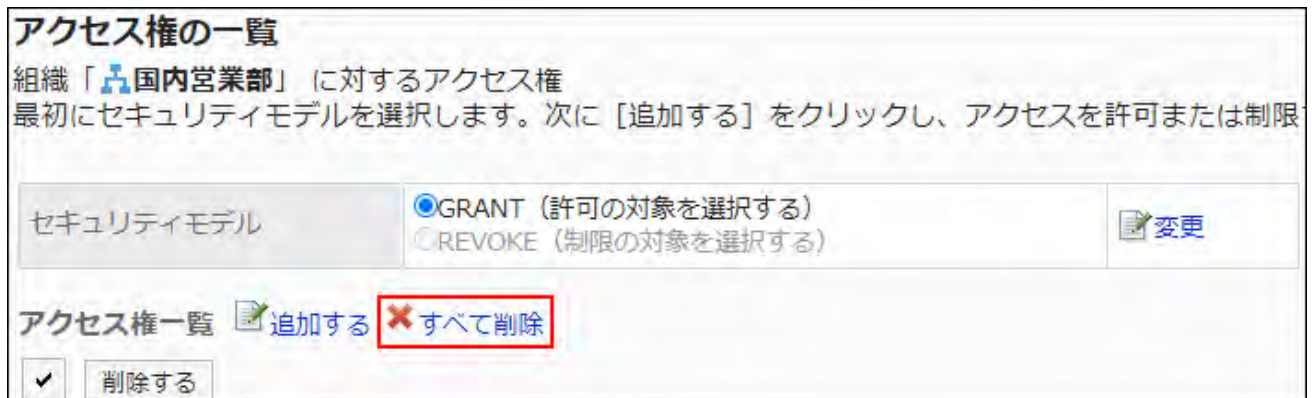 アクセス権の一覧
組織「国内営業部」 に対するアクセス権
最初にセキュリティモデルを選択します。次に [追加する] をクリックし、アクセスを許可または制限
セキュリティモデル
GRANT（許可の対象を選択する）
REVOKE（制限の対象を選択する）
変更
アクセス権一覧 追加する すべて削除
削除する